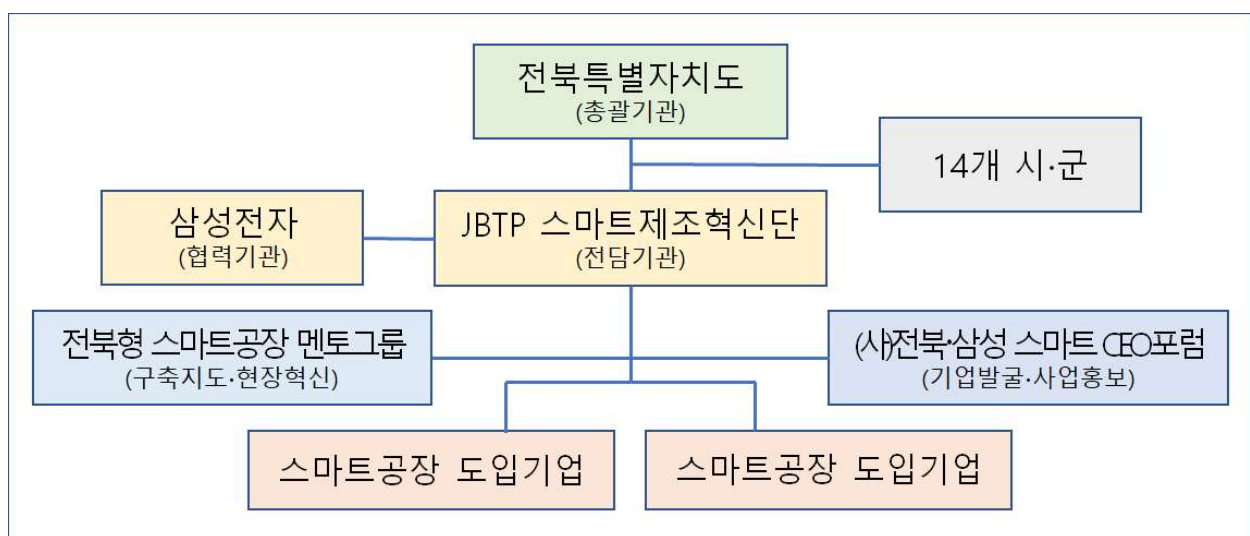 전북특별자치도
(총괄기관)
14개 시·군
삼성전자
(협력기관)
JBTP 스마트제조혁신단
(전담기관)
전북형 스마트공장 멘토그룹
(구축지도·현장혁신)
(사)전북·삼성 스마트 CEO포럼
(기업발굴·사업홍보)
스마트공장 도입기업
스마트공장 도입기업